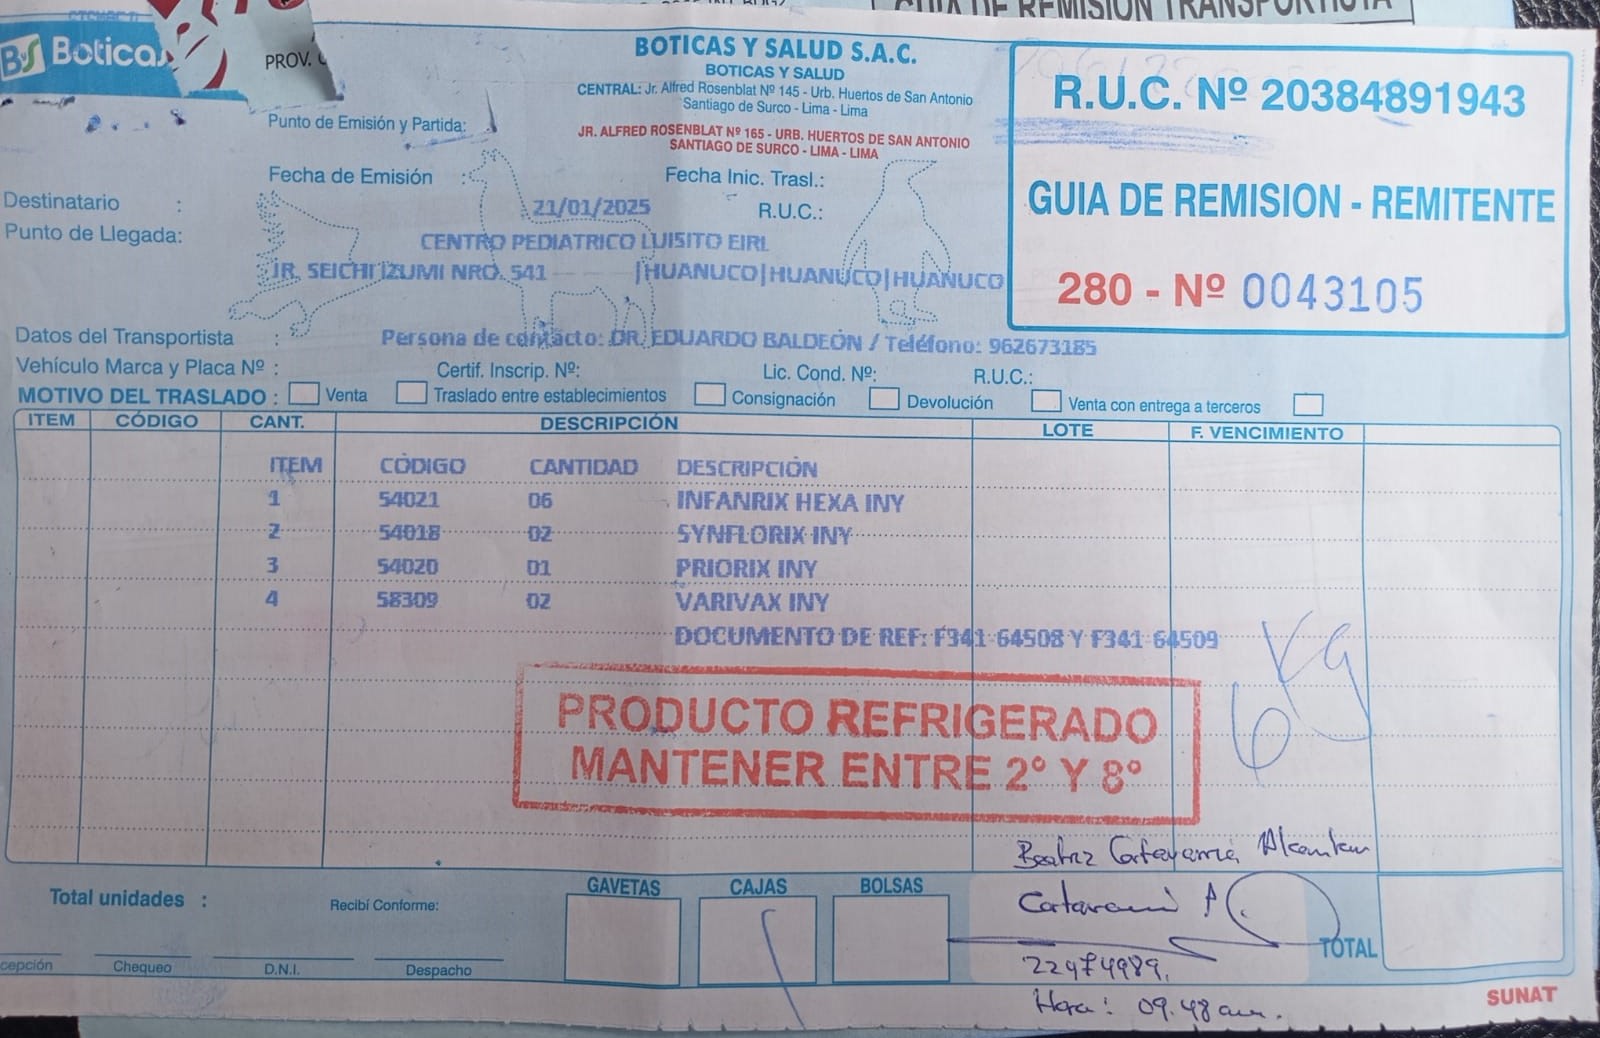 GUIA DE REMISION TRANSPORTISTA
ByS Boticas
PROV.
BOTICAS Y SALUD S.A.C.
BOTICAS Y SALUD
CENTRAL: Jr. Alfred Rosenblat Nº 145 - Urb. Huertos de San Antonio
Santiago de Surco - Lima - Lima
JR. ALFRED ROSENBLAT Nº 165 - URB. HUERTOS DE SAN ANTONIO
SANTIAGO DE SURCO - LIMA - LIMA
R.U.C. Nº 20384891943
GUIA DE REMISION - REMITENTE
280 - Nº 0043105
Punto de Emisión y Partida:
Fecha de Emisión :
Fecha Inic. Trasl.:
21/01/2025
Destinatario :
R.U.C.:
CENTRO PEDIATRICO LUISITO EIRL
Punto de Llegada:
JR. SEICHI IZUMI NRO. 541 |HUANUCO|HUANUCO|HUANUCO
Datos del Transportista :
Persona de contacto: DR. EDUARDO BALDEÓN / Teléfono: 962673185
Vehículo Marca y Placa Nº :
Certif. Inscrip. Nº:
Lic. Cond. Nº:
R.U.C.:
MOTIVO DEL TRASLADO : Venta Traslado entre establecimientos Consignación Devolución Venta con entrega a terceros
ITEM CÓDIGO CANT. DESCRIPCIÓN LOTE F. VENCIMIENTO
ITEM CÓDIGO CANTIDAD DESCRIPCIÓN
1 54021 06 INFANRIX HEXA INY
2 54018 02 SYNFLORIX INY
3 54020 01 PRIORIX INY
4 58309 02 VARIVAX INY
DOCUMENTO DE REF: F341 64508 Y F341 64509
6 Kg
PRODUCTO REFRIGERADO
MANTENER ENTRE 2° Y 8°
Beatriz
Total unidades :
Recibí Conforme:
GAVETAS CAJAS BOLSAS
1
TOTAL
cepción Chequeo D.N.I. Despacho
22974989.
Hora: 09.48 am.
SUNAT